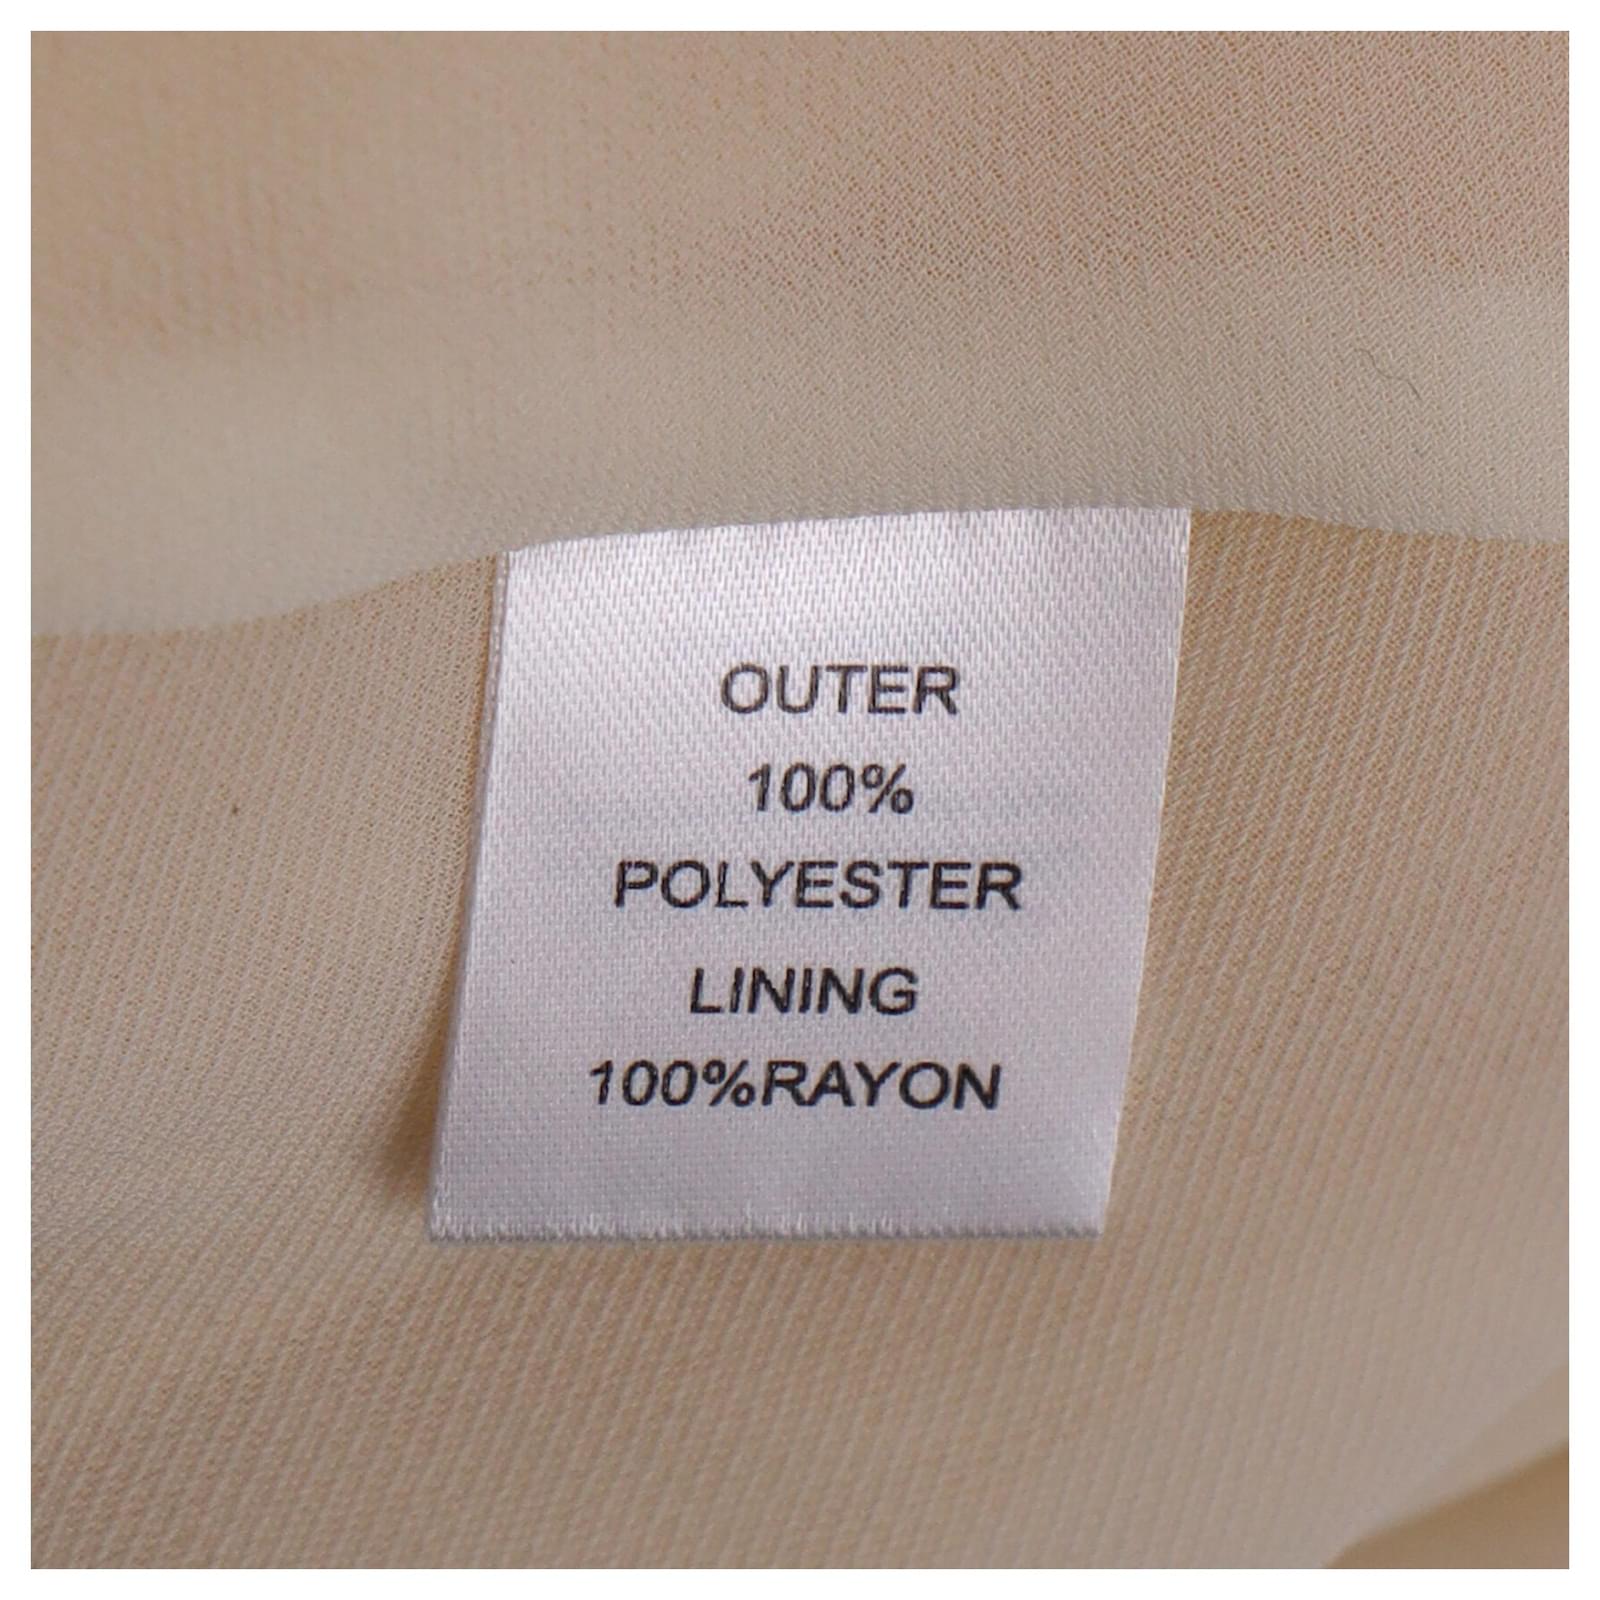 OUTER
100%
POLYESTER
LINING
100%RAYON